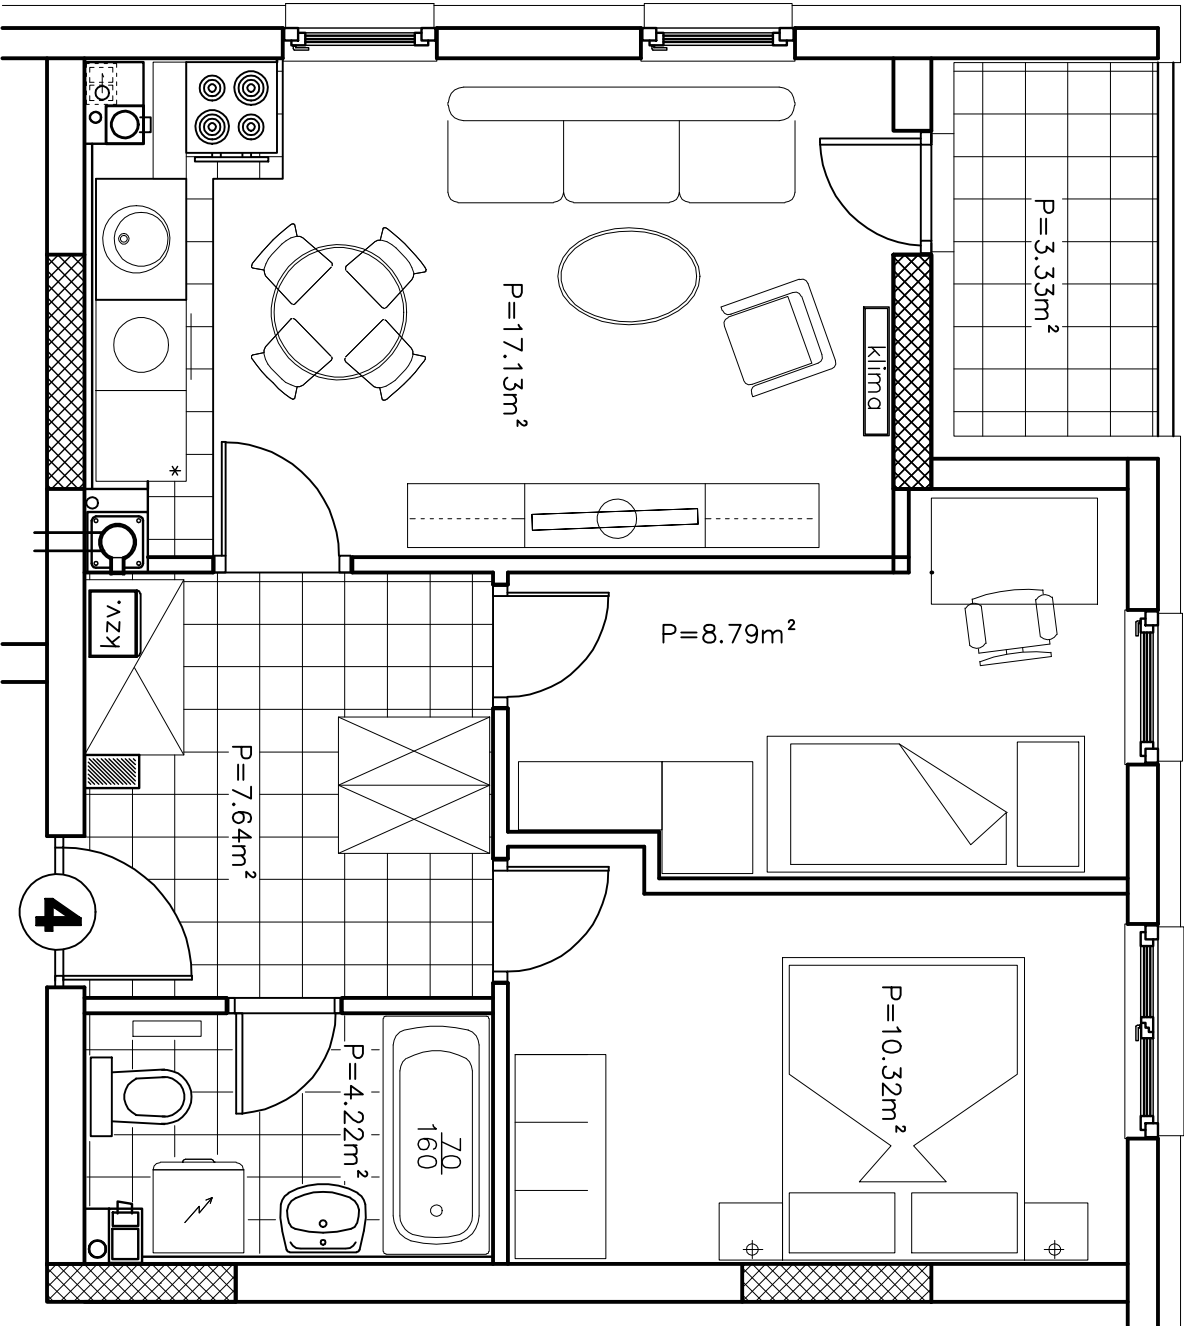 P=3.33m²
klima
P=17.13m²
*
kzv.
P=8.79m²
P=7.64m²
4
P=10.32m²
P=4.22m²
70
160